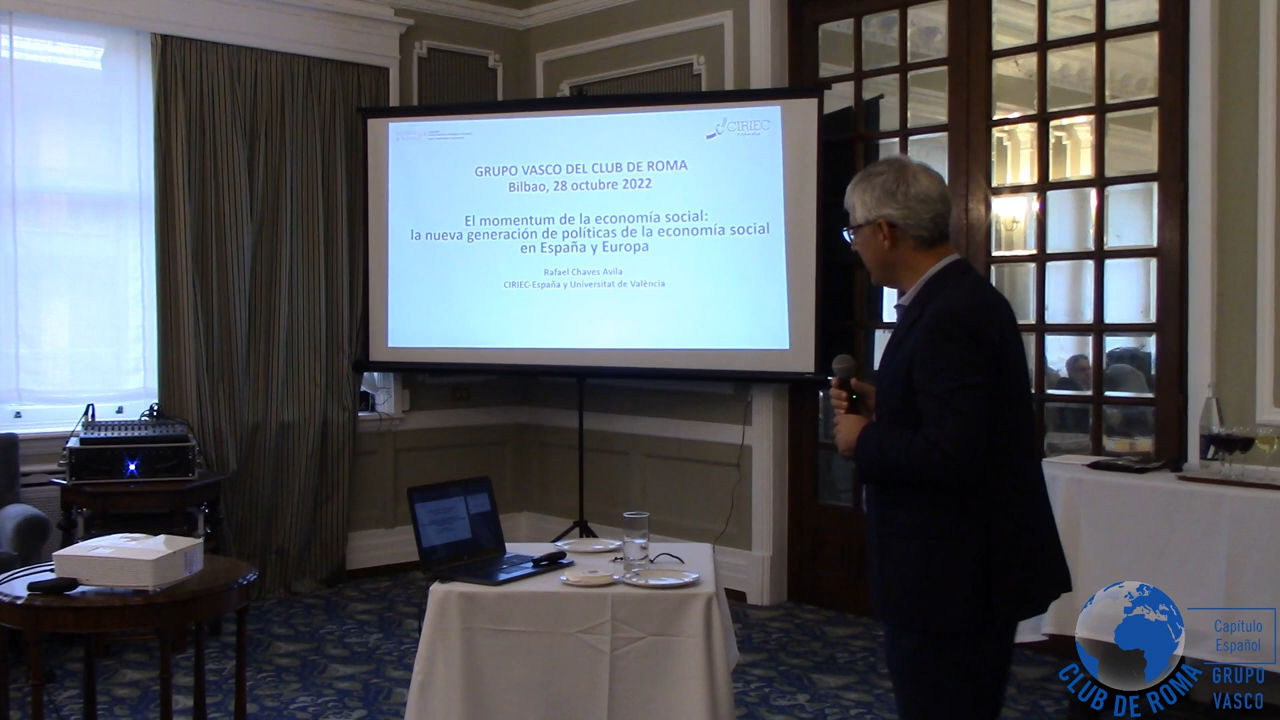 CIRIEC
GRUPO VASCO DEL CLUB DE ROMA
Bilbao, 28 octubre 2022
El momentum de la economía social:
la nueva generación de políticas de la economía social
en España y Europa
Rafael Chaves Avila
CIRIEC-España y Universitat de València
CLUB DE ROMA
Capítulo
Español
GRUPO
VASCO